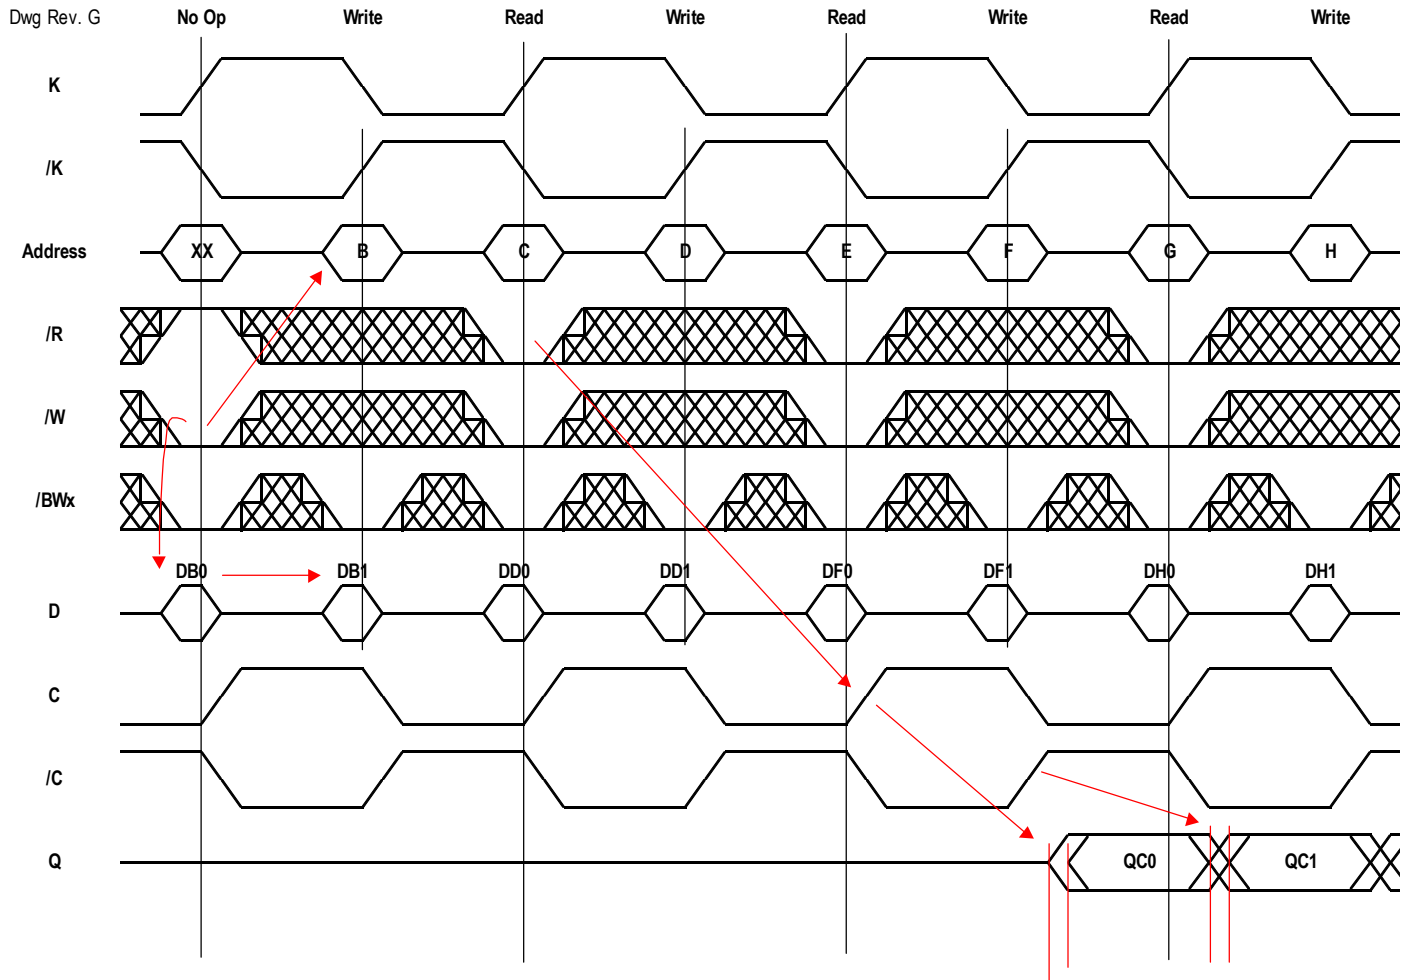 Dwg Rev. G No Op Write Read Write Read Write Read Write
K
/K
Address XX B C D E F G H
/R
/W
/BWx
DB0 DB1 DD0 DD1 DF0 DF1 DH0 DH1
D
C
/C
Q QC0 QC1